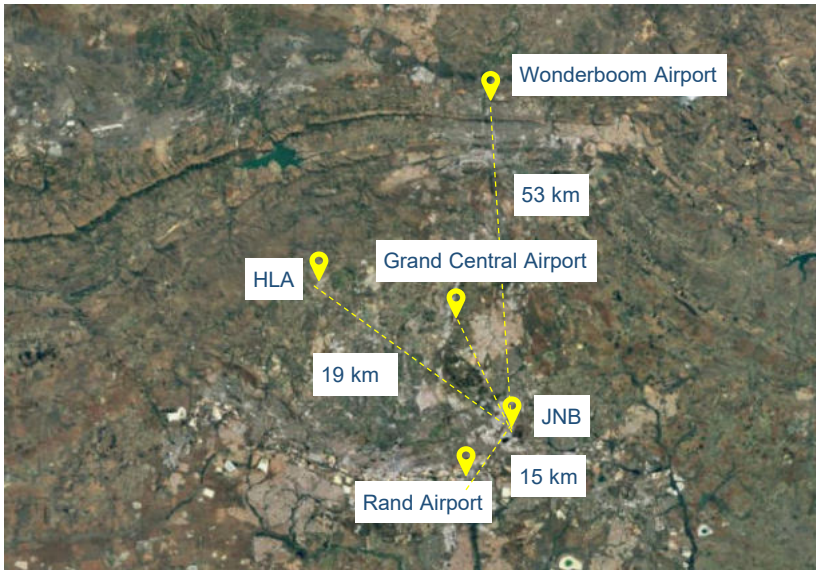 Wonderboom Airport
53 km
Grand Central Airport
HLA
19 km
JNB
15 km
Rand Airport